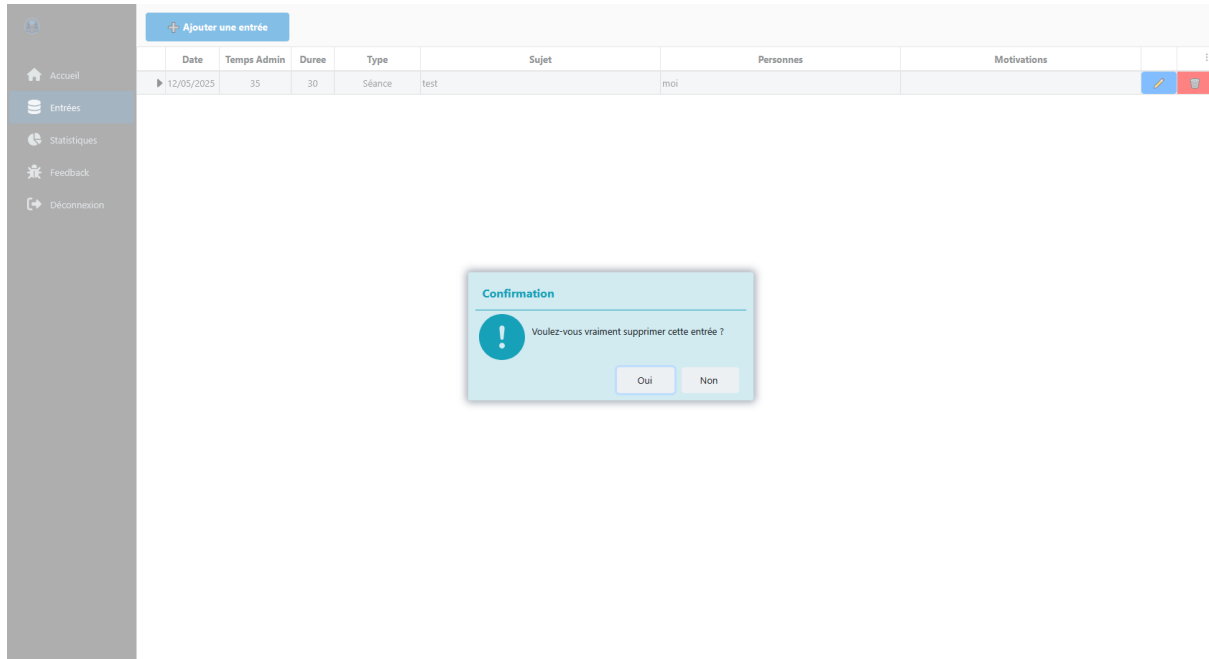 Ajouter une entrée
Date Temps Admin Duree Type Sujet Personnes Motivations
12/05/2025 35 30 Séance test moi
Accueil
Entrées
Statistiques
Feedback
Déconnexion
Confirmation
Voulez-vous vraiment supprimer cette entrée ?
Oui Non